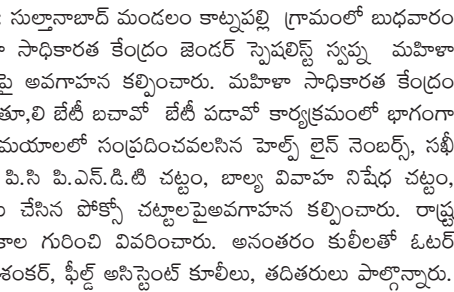 : సుల్తానాబాద్ మండలం కాట్నపల్లి గ్రామంలో బుధవారం
సాధికారత కేంద్రం జెండర్ స్పెషలిస్ట్ స్వప్న మహిళా
పై అవగాహన కల్పించారు. మహిళా సాధికారత కేంద్రం
తూ,లి బేటీ బచావో బేటీ పడావో కార్యక్రమంలో భాగంగా
మయాలలో సంప్రదించవలసిన హెల్ప్ లైన్ నెంబర్స్, సఖీ
పి.సి పి.ఎన్.డి.టి చట్టం, బాల్య వివాహ నిషేధ చట్టం,
చేసిన పోక్సో చట్టాలపైఅవగాహన కల్పించారు. రాష్ట్ర
కాల గురించి వివరించారు. అనంతరం కులీలతో ఓటర్
శంకర్, ఫీల్డ్ అసిస్టెంట్ కూలీలు, తదితరులు పాల్గొన్నారు.